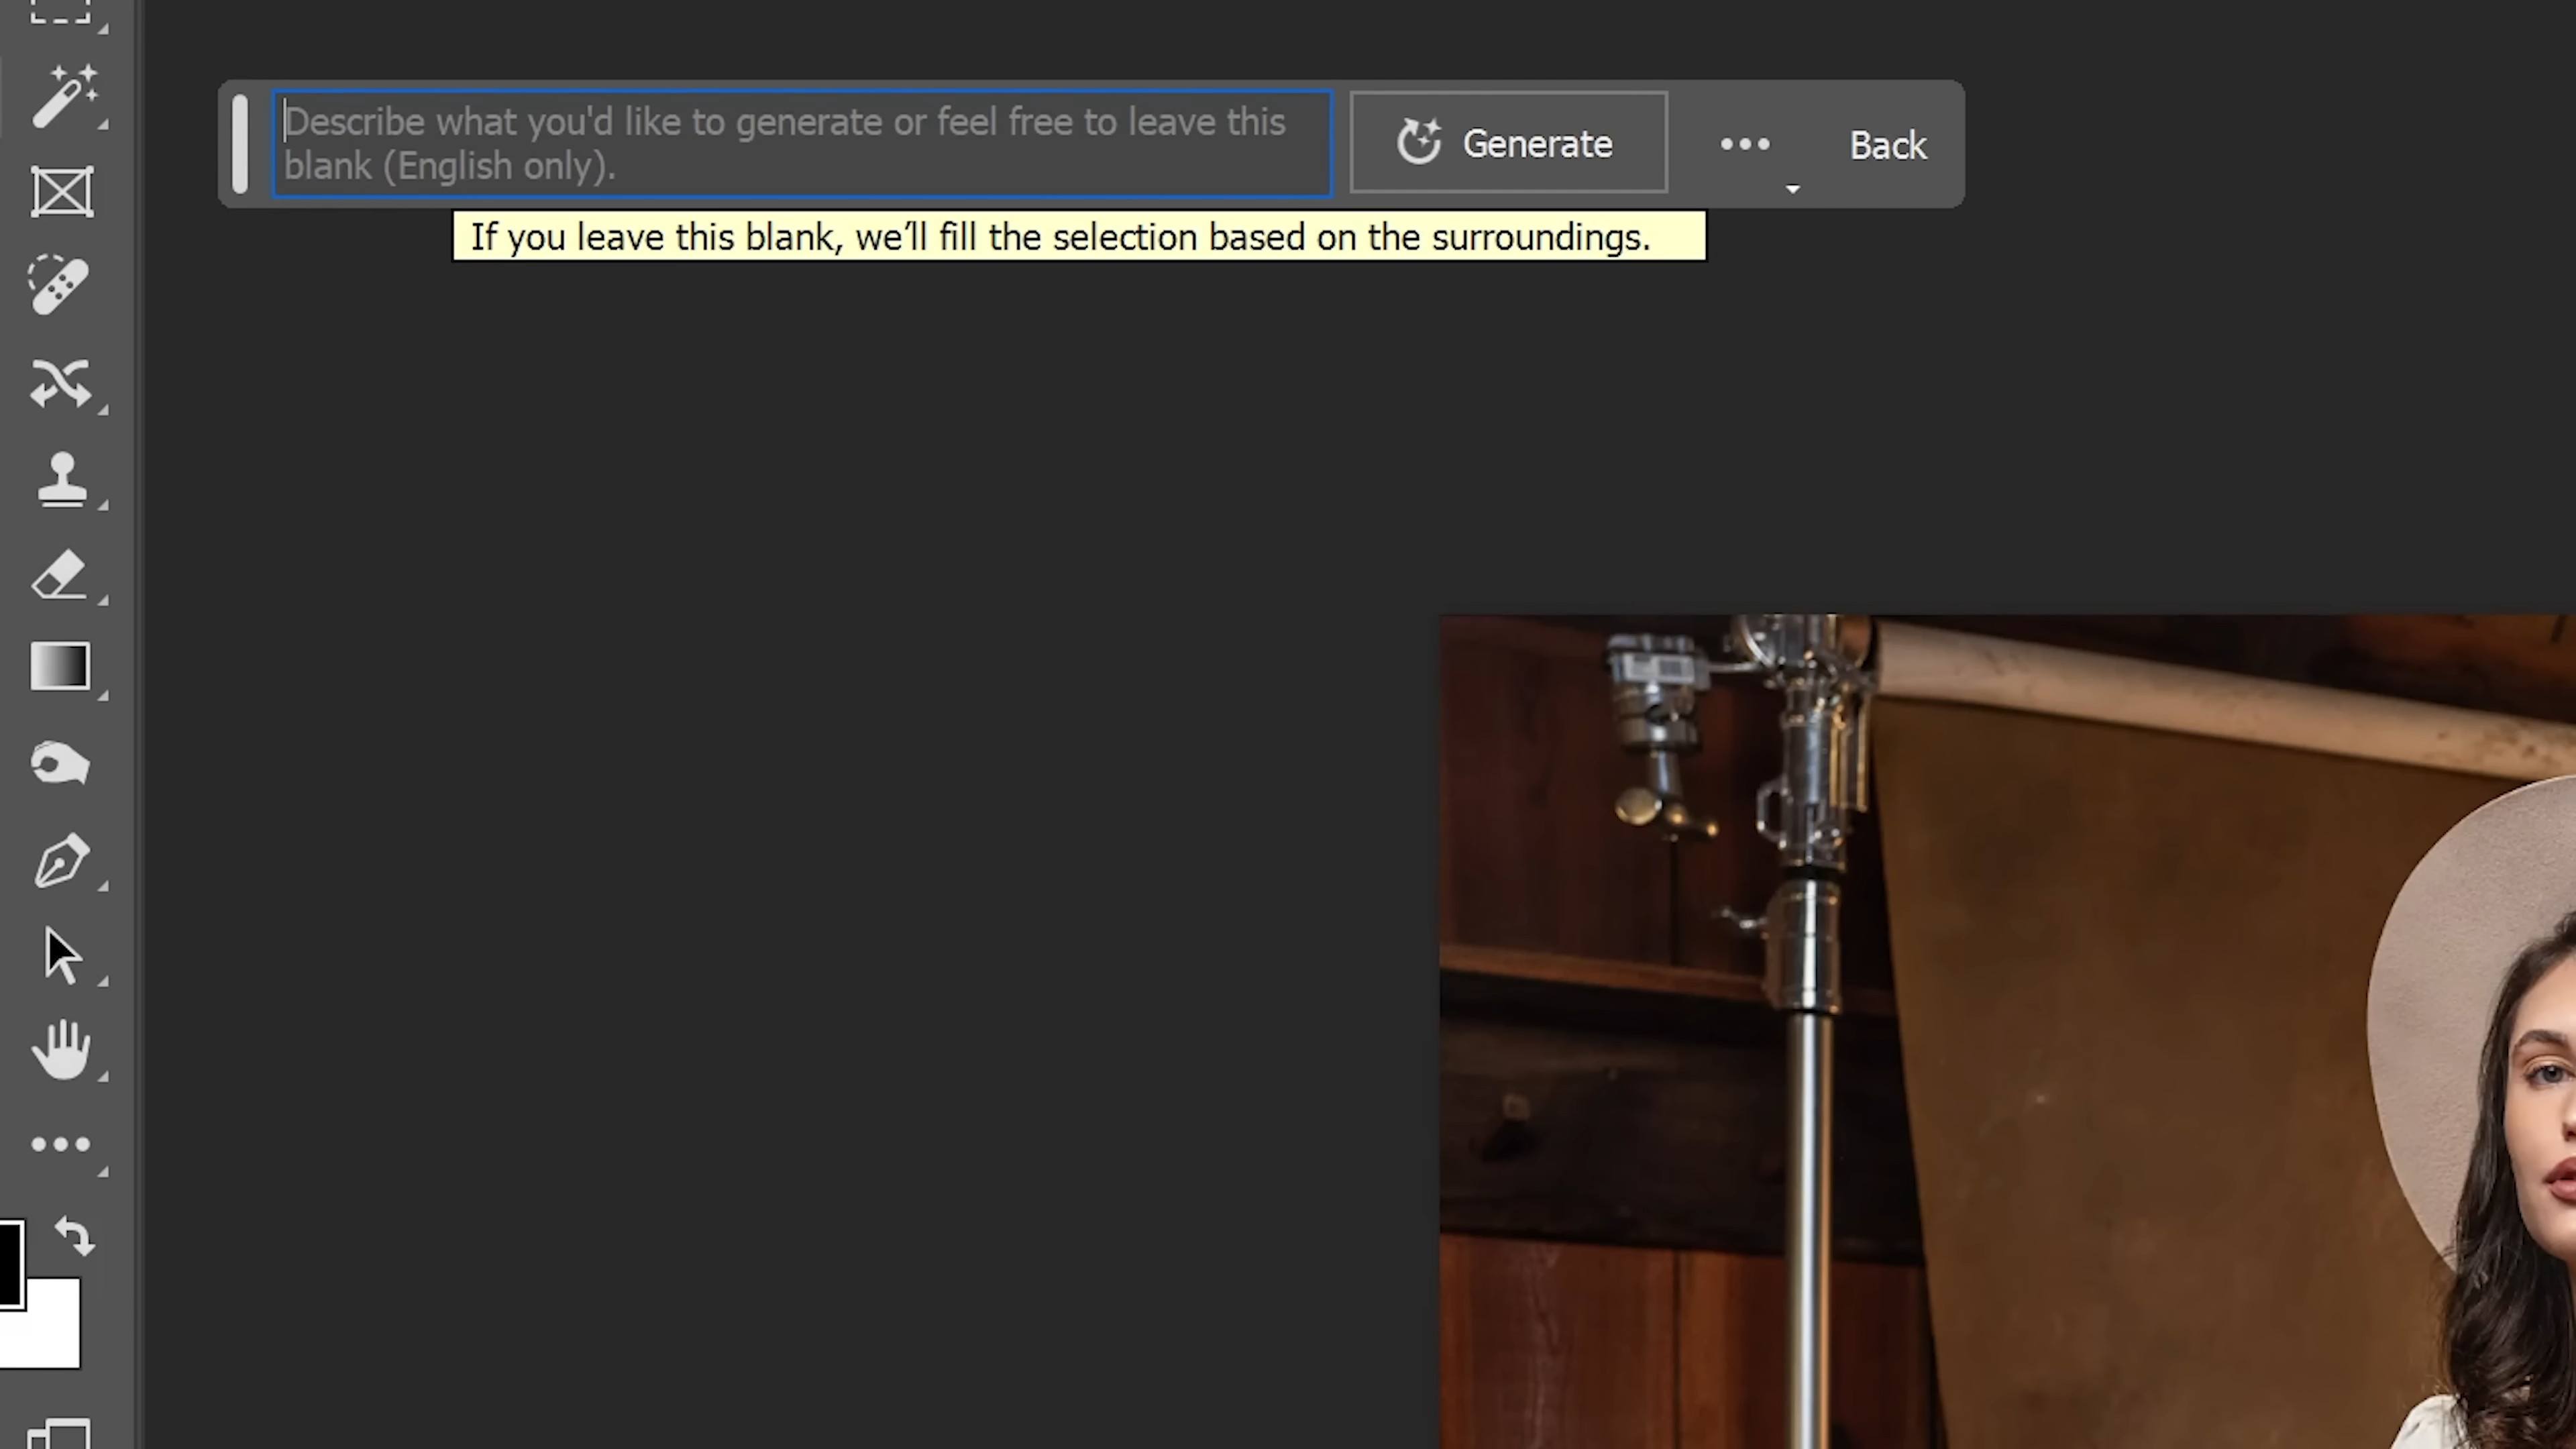 Describe what you'd like to generate or feel free to leave this
blank (English only).
Generate
Back
If you leave this blank, we’ll fill the selection based on the surroundings.